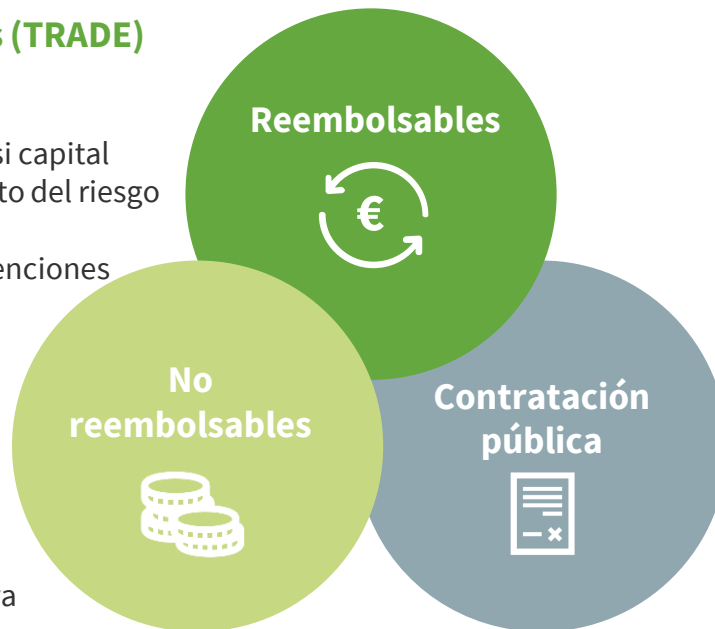 s (TRADE)
si capital
to del riesgo
enciones
Reembolsables
€
No
reembolsables
Contratación
pública
a